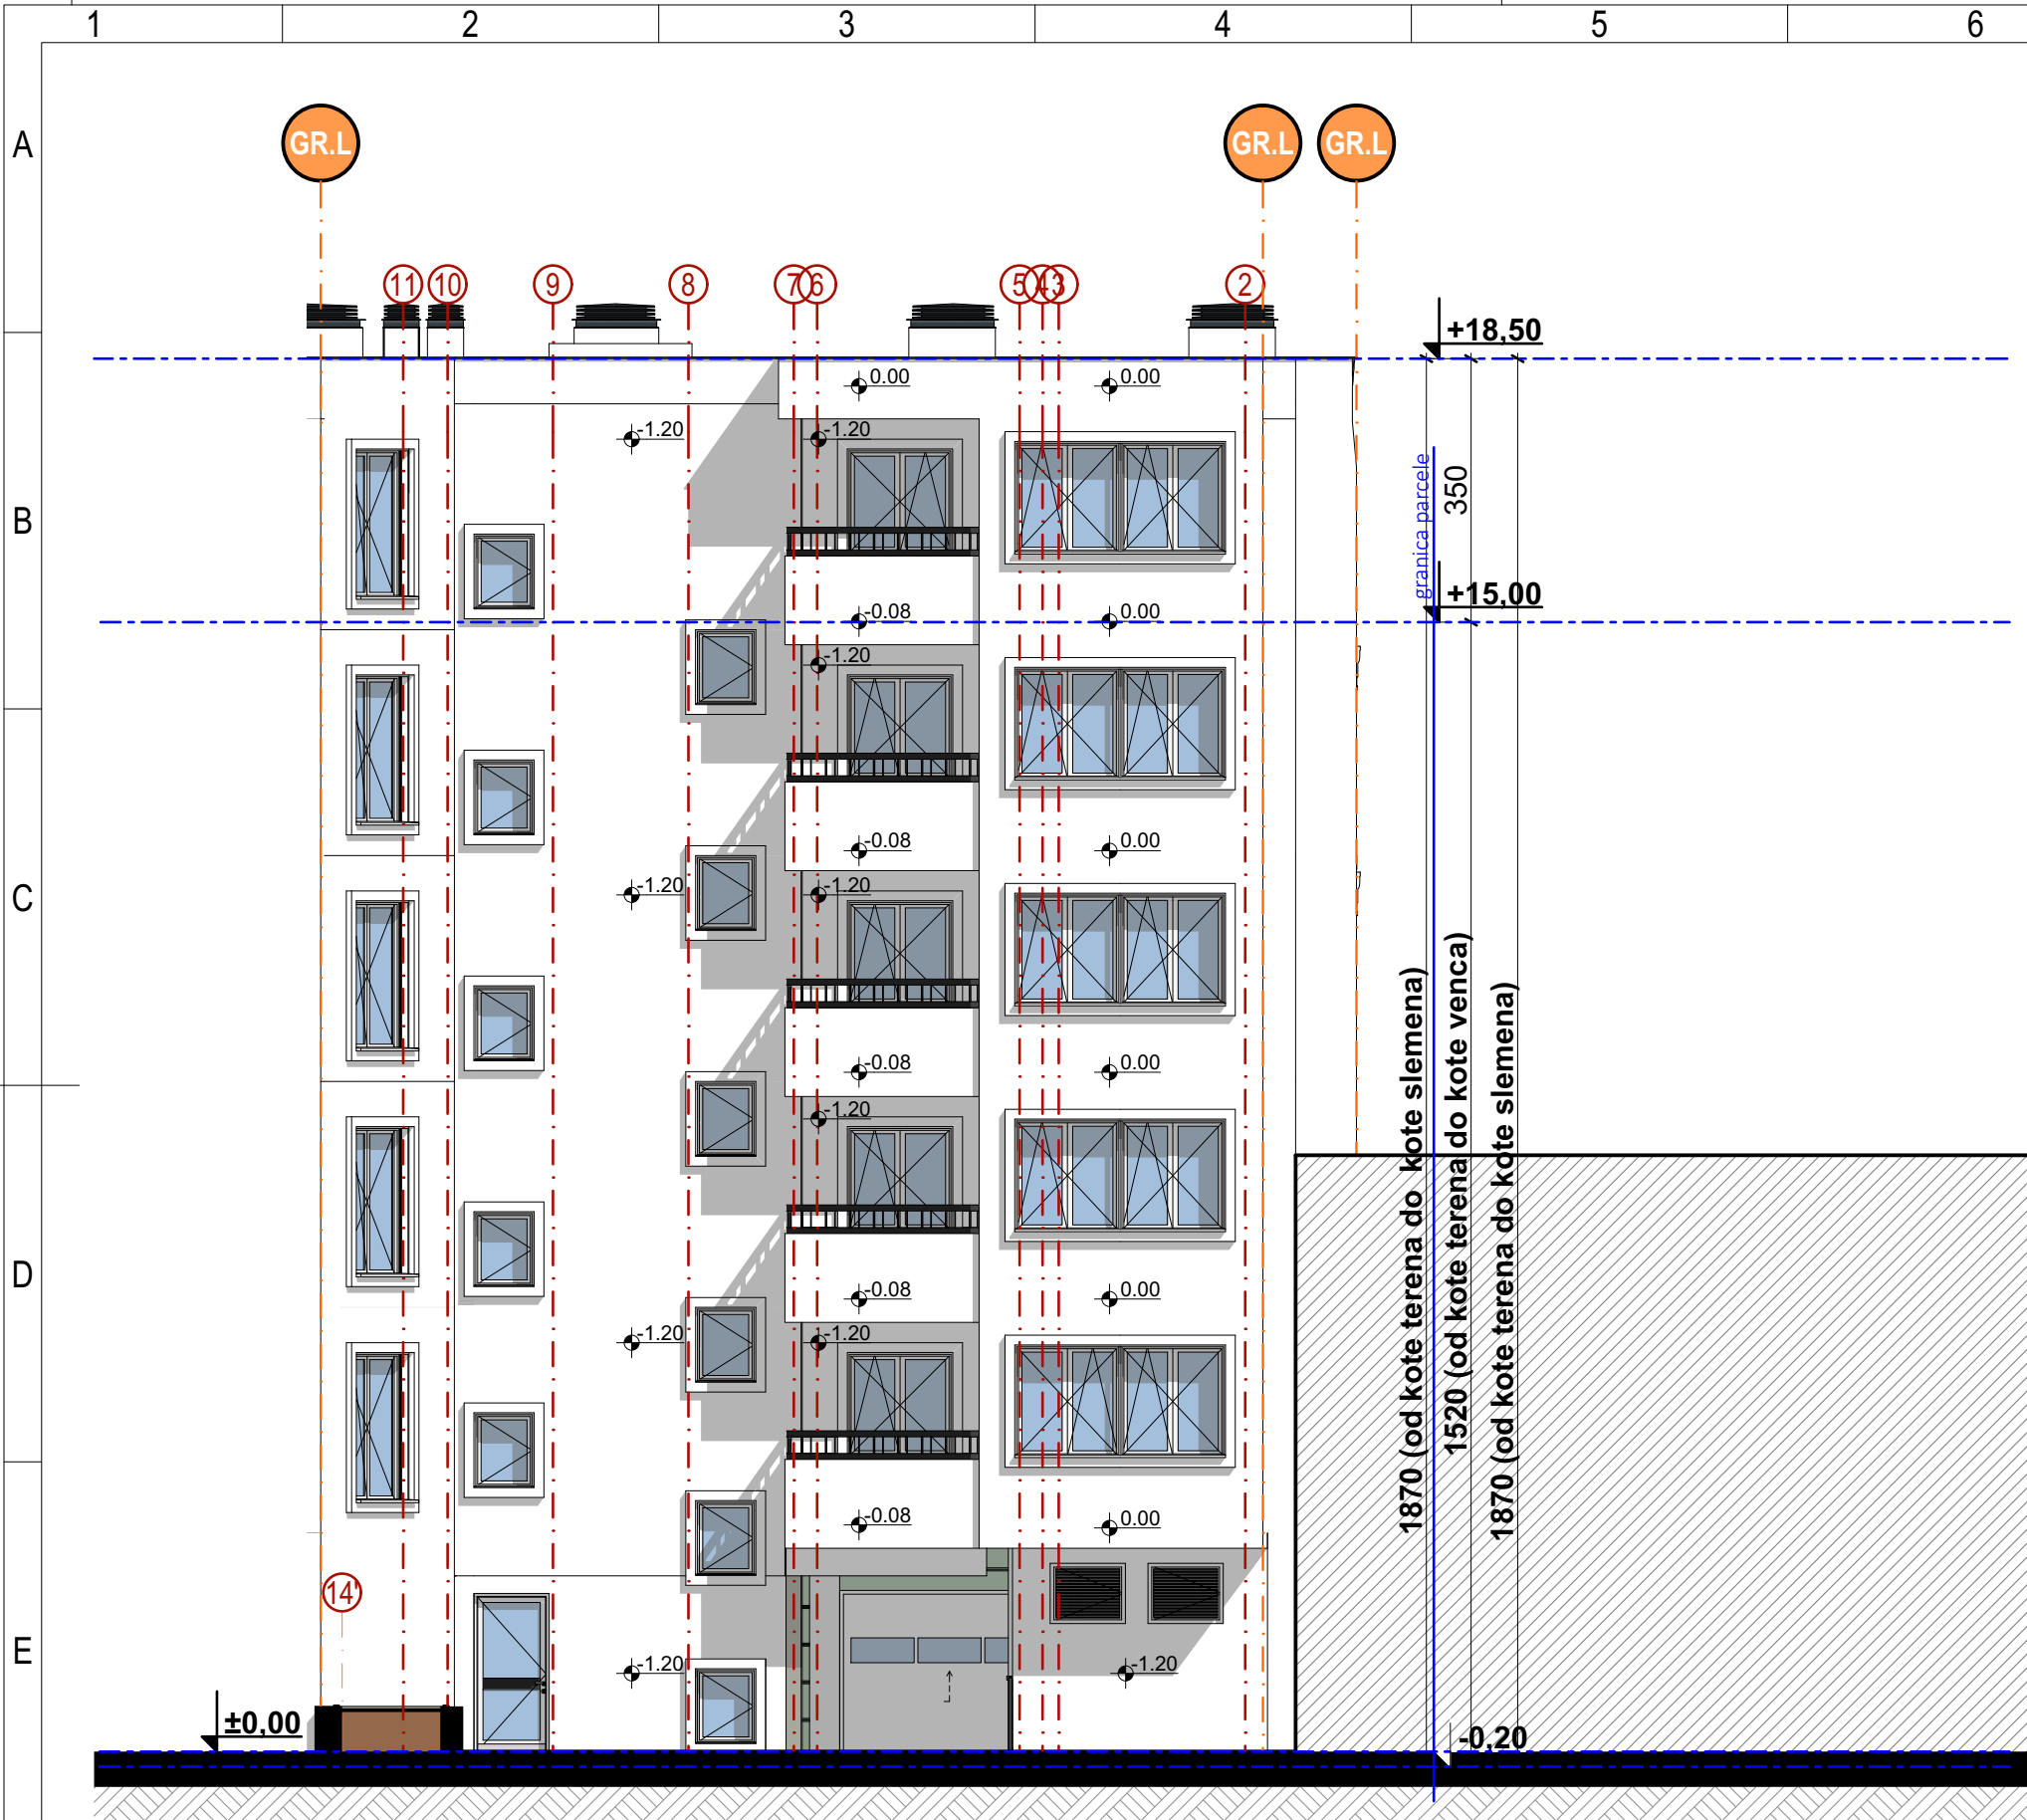 1 2 3 4 5 6
A
GR.L GR.L GR.L
11 10 9 8 7 6 5 4 3 2
+18,50
0.00 0.00
-1.20 -1.20
B
granica parcele
350
+15,00
-0.08 0.00
-1.20
-0.08 0.00
C
-1.20 -1.20
-0.08 0.00
-1.20
D
-0.08 0.00
-1.20 -1.20
-0.08 0.00
1870 (od kote terena do kote slemena)
1520 (od kote terena do kote venca)
1870 (od kote terena do kote slemena)
14'
E
-1.20 -1.20
±0,00
-0,20